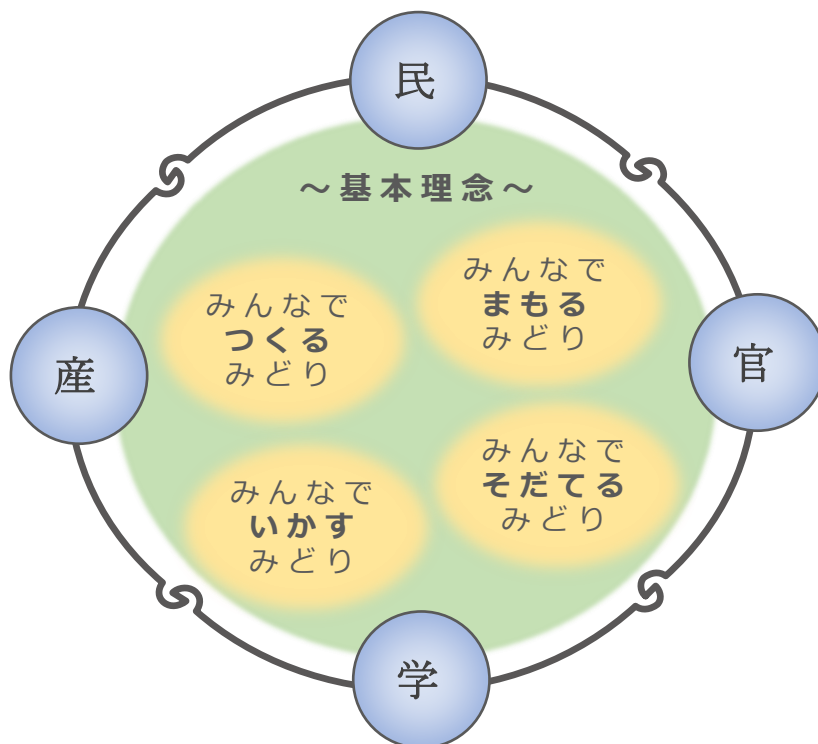 民
～基本理念～
みんなで
つくる
みどり
みんなで
まもる
みどり
産
官
みんなで
いかす
みどり
みんなで
そだてる
みどり
学